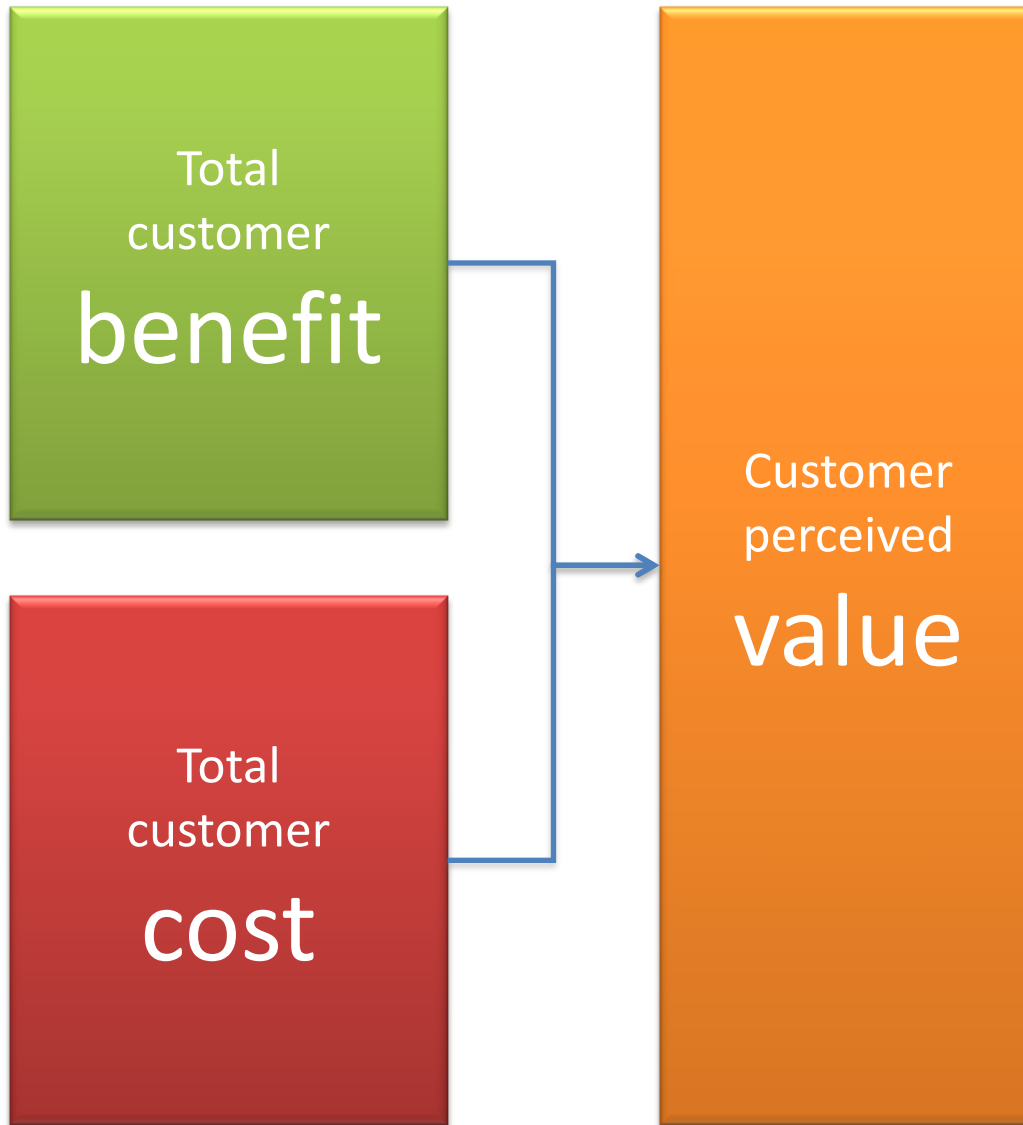 Total
customer
benefit
Total
customer
cost
Customer
perceived
value